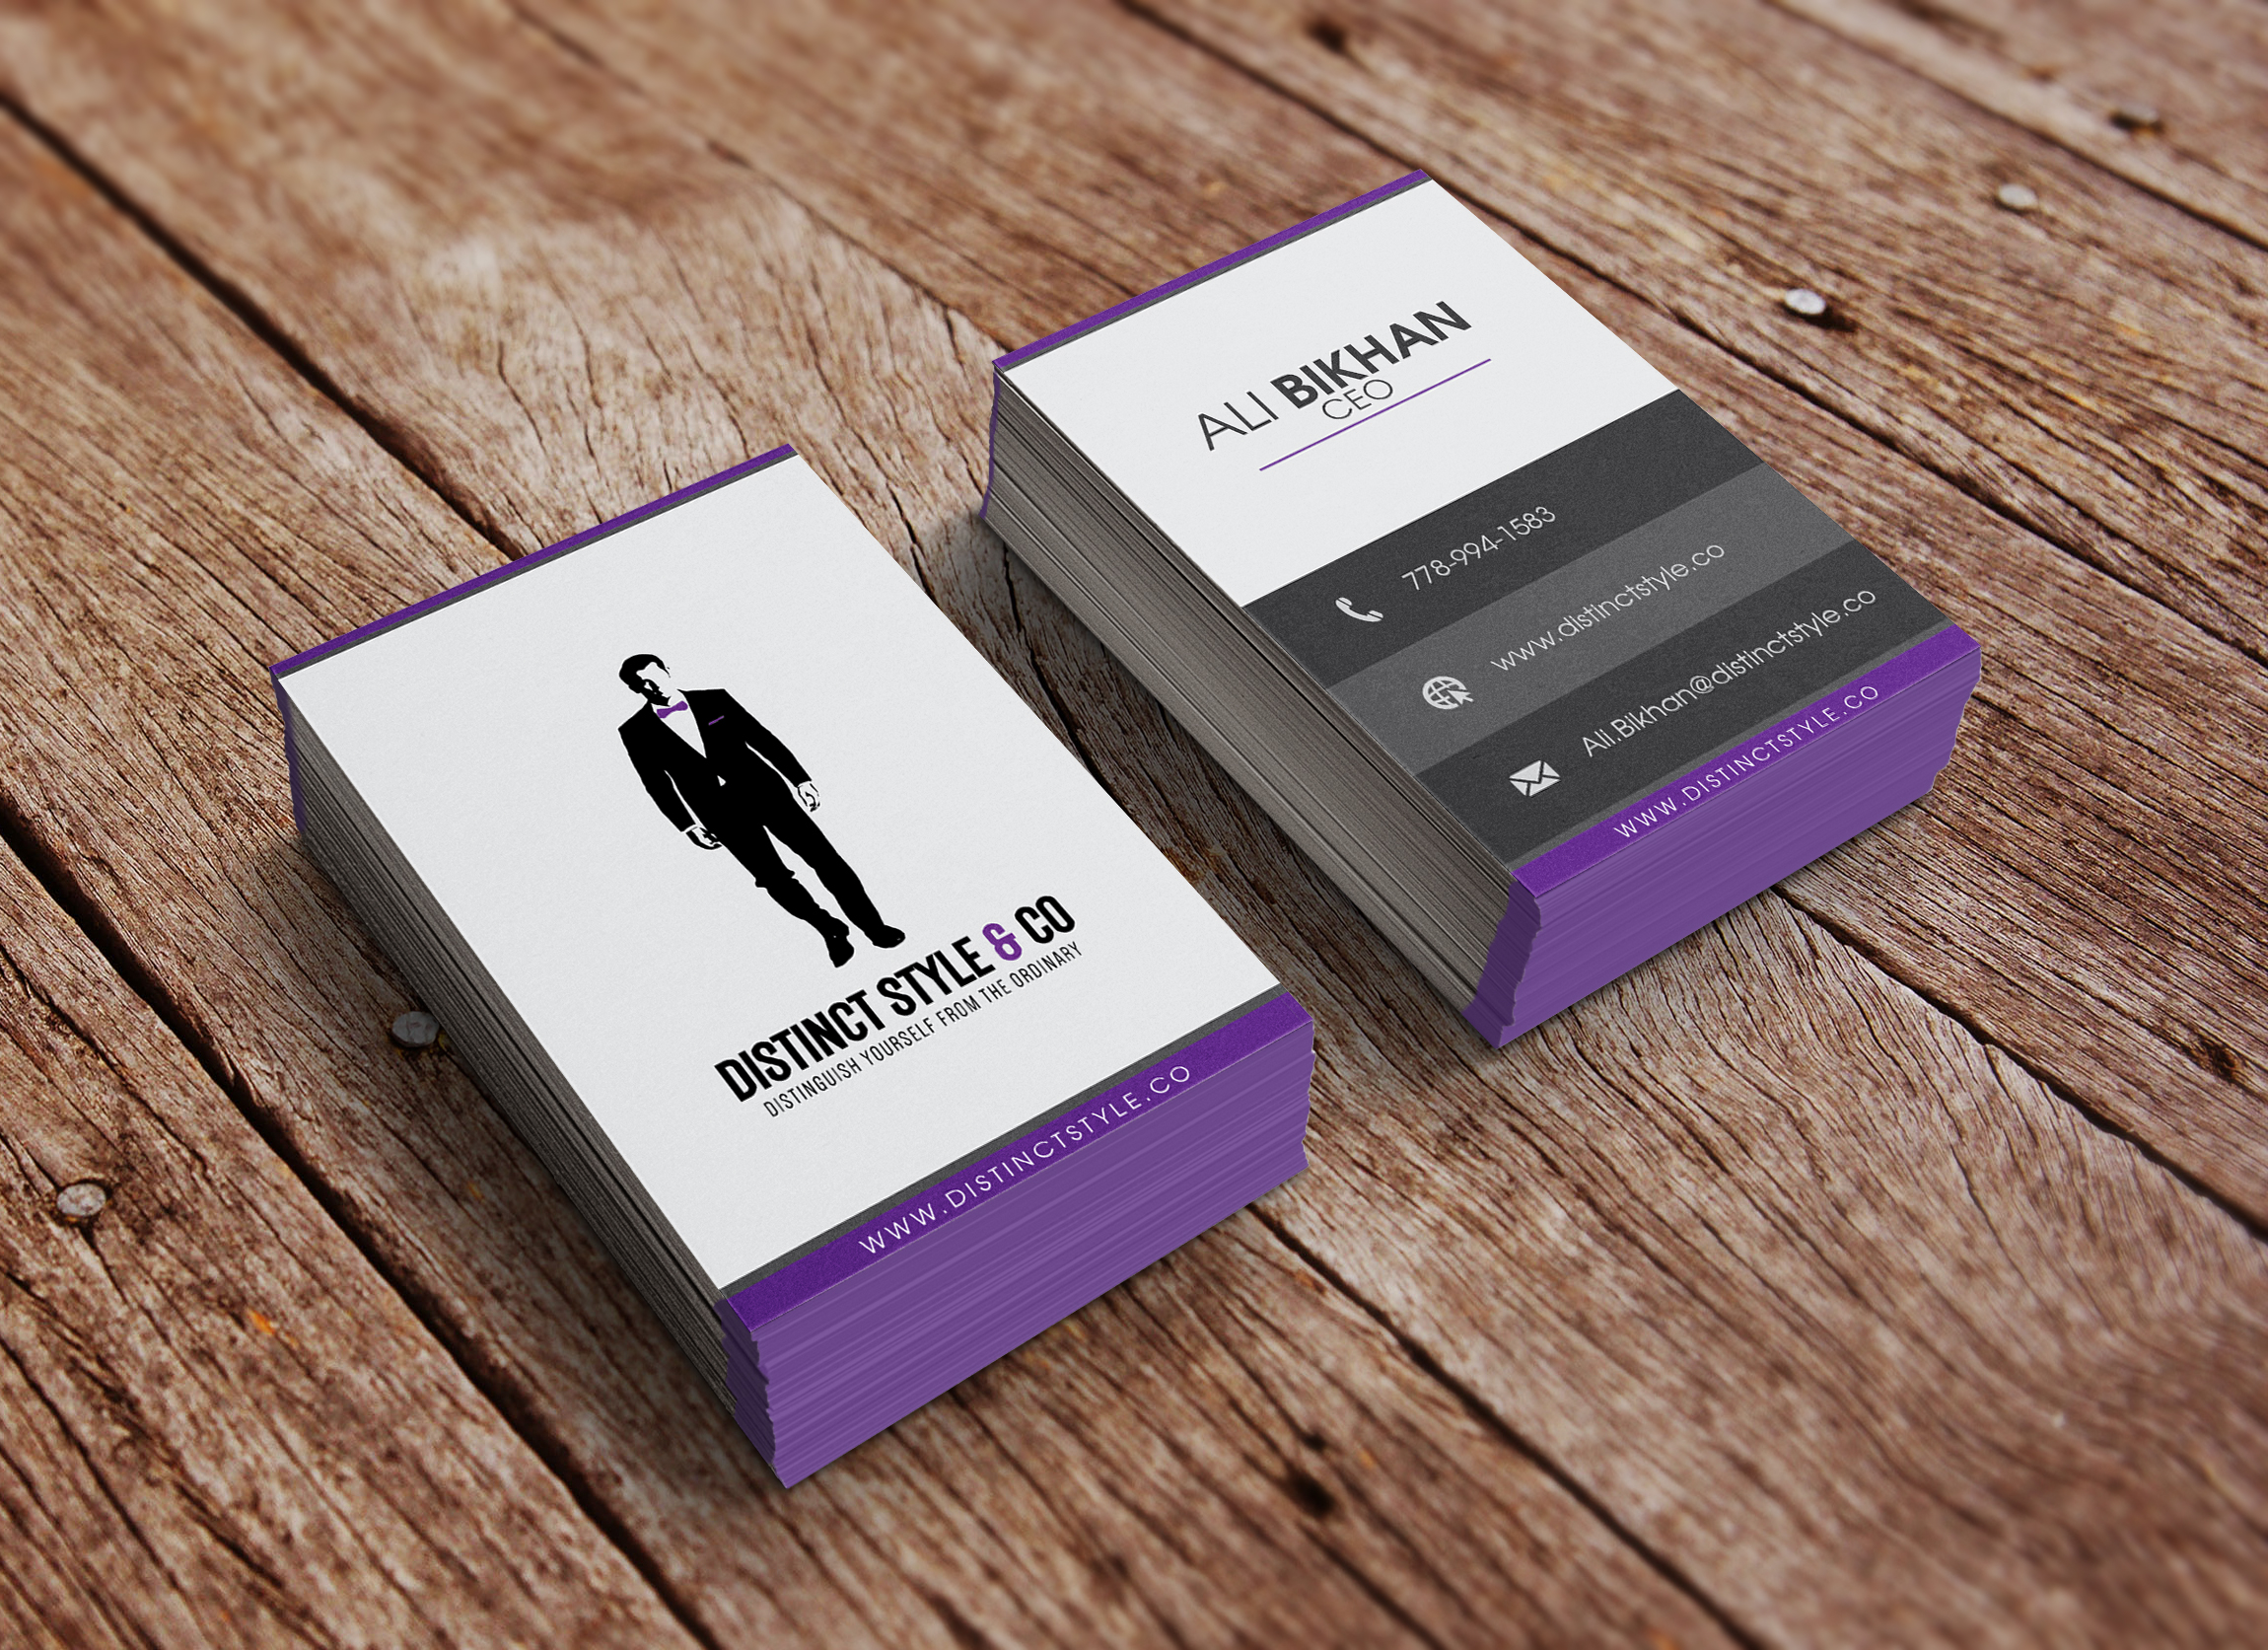 DISTINCT STYLE & CO
DISTINGUISH YOURSELF FROM THE ORDINARY
WWW.DISTINCTSTYLE.CO
ALI BIKHAN
CEO
778-994-1583
www.distinctstyle.co
Ali.Bikhan@distinctstyle.co
WWW.DISTINCTSTYLE.CO